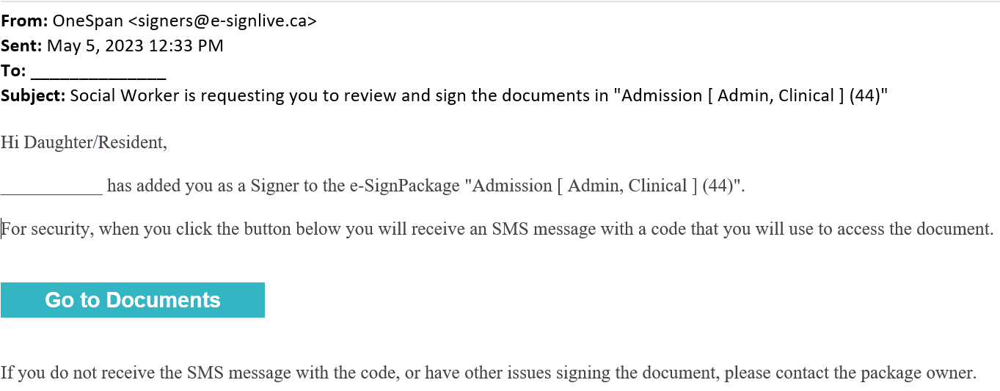 From: OneSpan <signers@e-signlive.ca>
Sent: May 5, 2023 12:33 PM
To: ______________
Subject: Social Worker is requesting you to review and sign the documents in "Admission [ Admin, Clinical ] (44)"
Hi Daughter/Resident,
___________ has added you as a Signer to the e-SignPackage "Admission [ Admin, Clinical ] (44)".
For security, when you click the button below you will receive an SMS message with a code that you will use to access the document.
Go to Documents
If you do not receive the SMS message with the code, or have other issues signing the document, please contact the package owner.